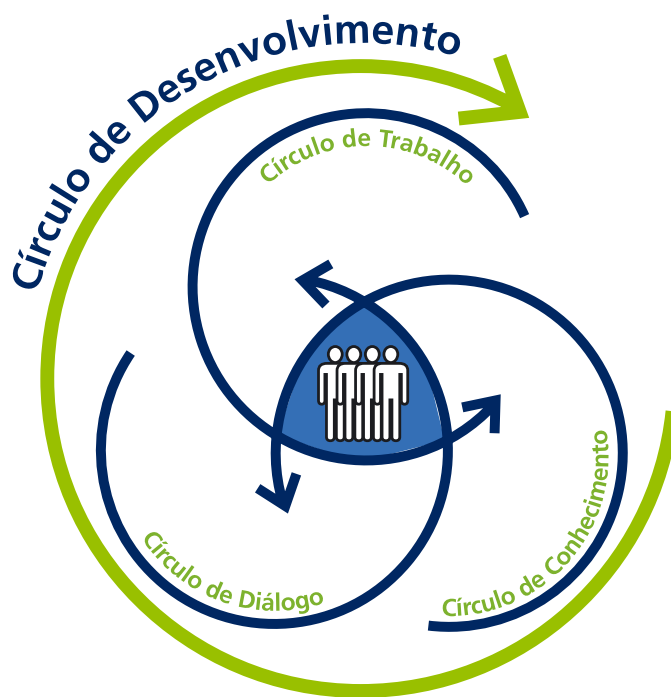 Círculo de Desenvolvimento
Círculo de Trabalho
Círculo de Diálogo
Círculo de Conhecimento